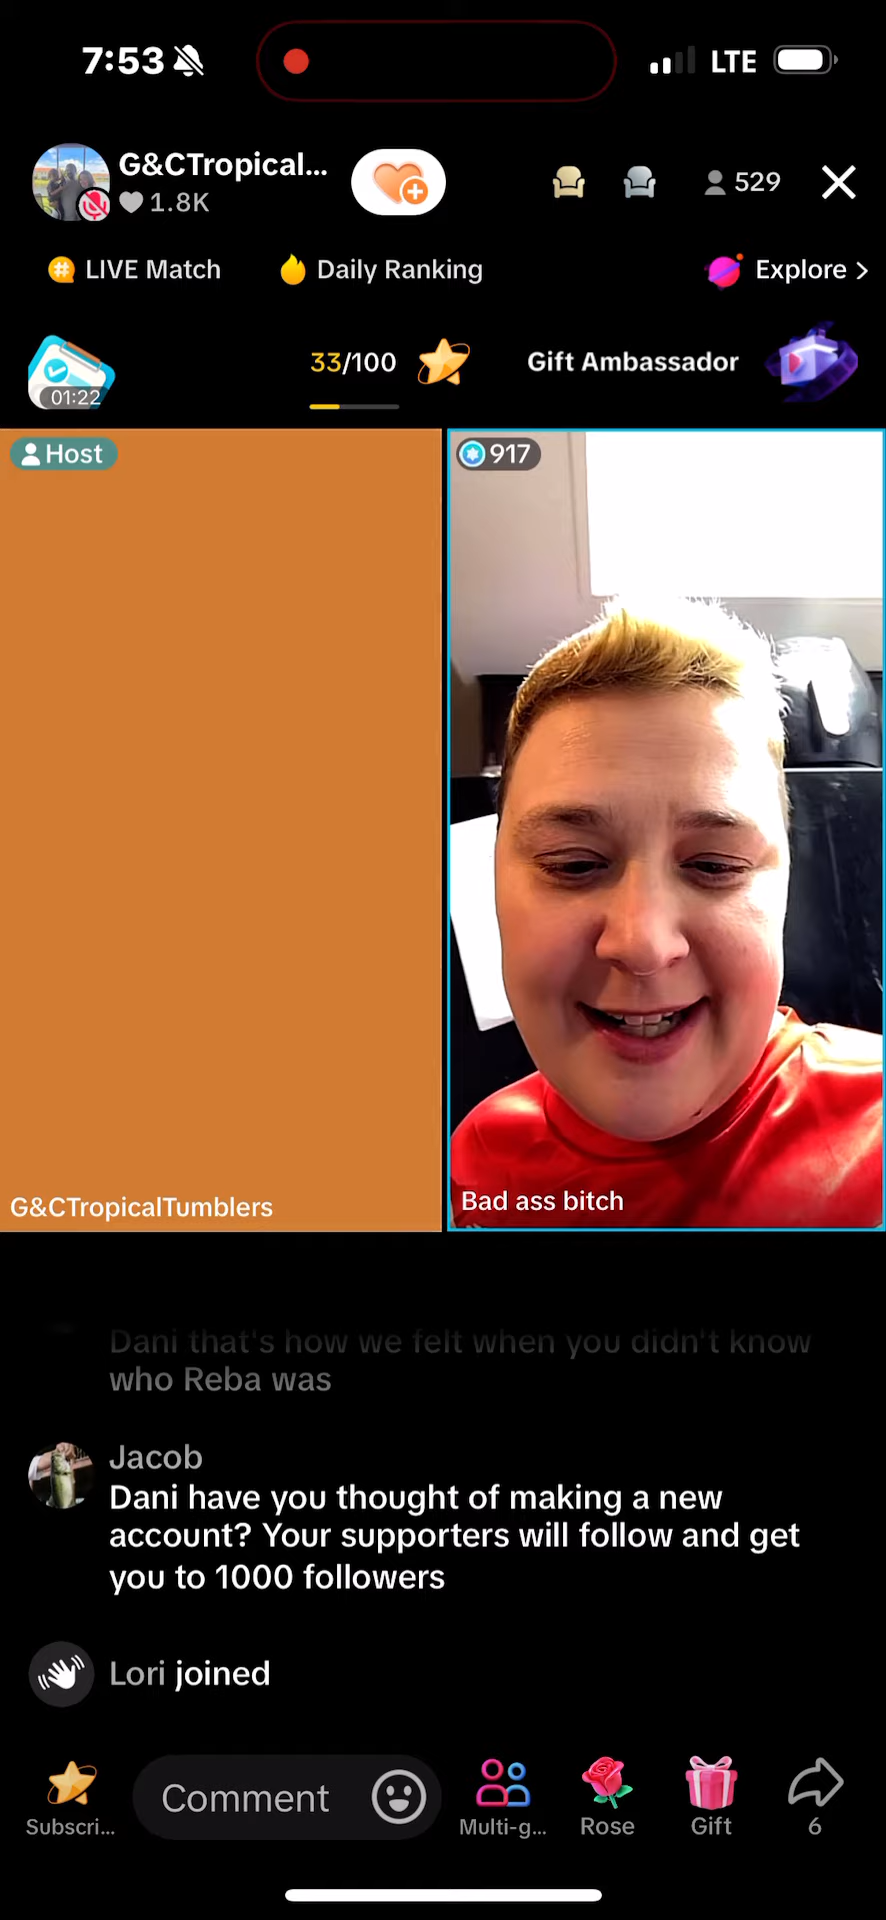 7:53 LTE
G&CTropical...
1.8K
529
LIVE Match Daily Ranking Explore >
01:22 33/100 Gift Ambassador
Host 917
G&CTropicalTumblers Bad ass bitch
Dani that's how we felt when you didn't know
who Reba was
Jacob
Dani have you thought of making a new
account? Your supporters will follow and get
you to 1000 followers
Lori joined
Comment
Subscri... Multi-g... Rose Gift 6